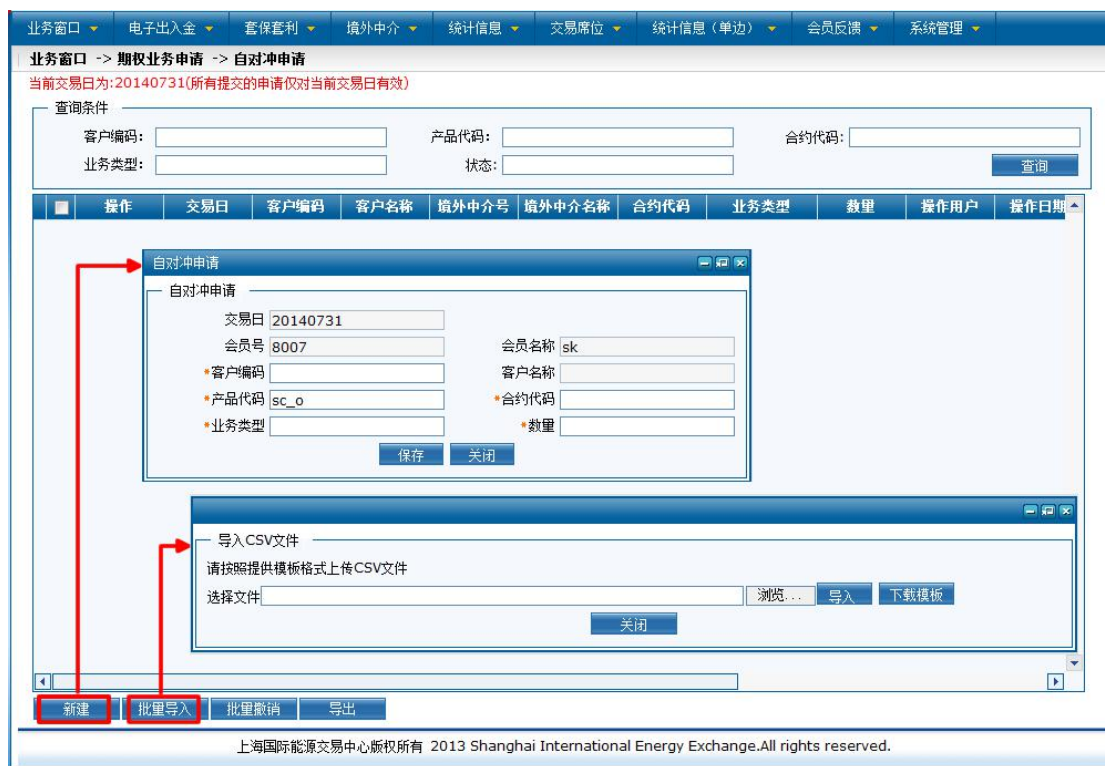 业务窗口 电子出入金 套保套利 境外中介 统计信息 交易席位 统计信息（单边） 会员反馈 系统管理
业务窗口 -> 期权业务申请 -> 自对冲申请
当前交易日为:20140731(所有提交的申请仅对当前交易日有效)
查询条件
客户编码: 产品代码: 合约代码:
业务类型: 状态: 查询
操作 交易日 客户编码 客户名称 境外中介号 境外中介名称 合约代码 业务类型 数量 操作用户 操作日期
自对冲申请
自对冲申请
交易日 20140731
会员号 8007 会员名称 sk
*客户编码 客户名称
*产品代码 sc_o *合约代码
*业务类型 *数量
保存 关闭
导入CSV文件
请按照提供模板格式上传CSV文件
选择文件 浏览... 导入 下载模板
关闭
新建 批量导入 批量撤销 导出
上海国际能源交易中心版权所有 2013 Shanghai International Energy Exchange.All rights reserved.